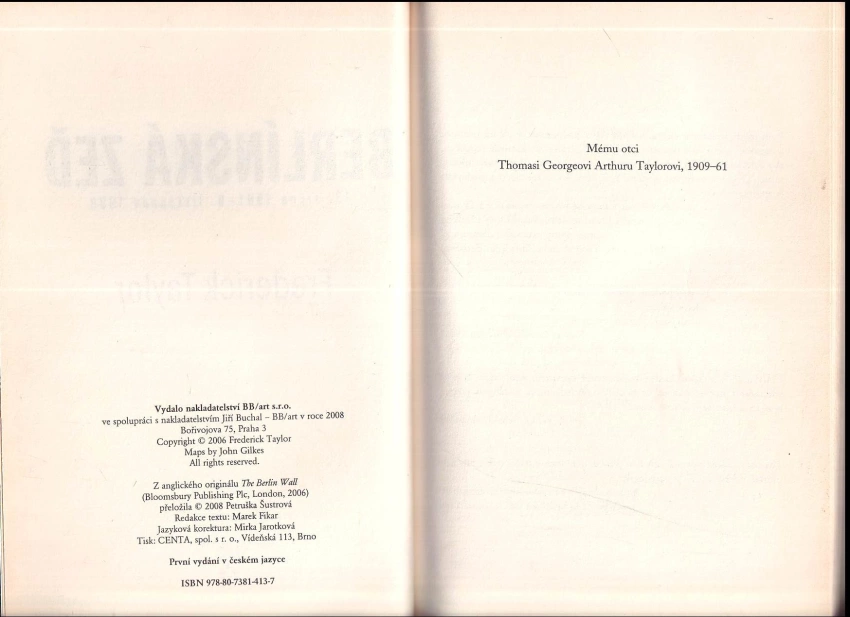 Vydalo nakladatelství BB/art s.r.o.
ve spolupráci s nakladatelstvím Jiří Buchal – BB/art v roce 2008
Bořivojova 75, Praha 3
Copyright © 2006 Frederick Taylor
Maps by John Gilkes
All rights reserved.
Z anglického originálu The Berlin Wall
(Bloomsbury Publishing Plc, London, 2006)
přeložila © 2008 Petruška Šustrová
Redakce textu: Marek Fikar
Jazyková korektura: Mirka Jarotková
Tisk: CENTA, spol. s r. o., Vídeňská 113, Brno
První vydání v českém jazyce
ISBN 978-80-7381-413-7
Mému otci
Thomasi Georgeovi Arthuru Taylorovi, 1909–61